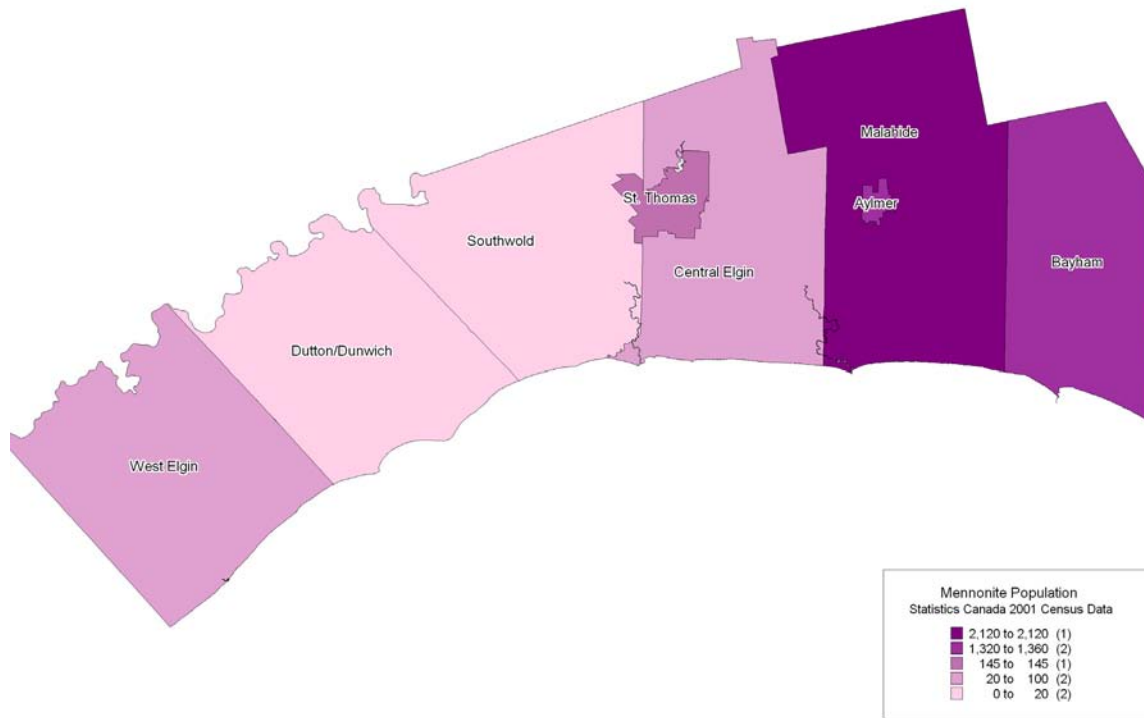 Malahide
St. Thomas
Aylmer
Southwold
Bayham
Central Elgin
Dutton/Dunwich
West Elgin
Mennonite Population
Statistics Canada 2001 Census Data
2,120 to 2,120 (1)
1,320 to 1,360 (2)
145 to 145 (1)
20 to 100 (2)
0 to 20 (2)